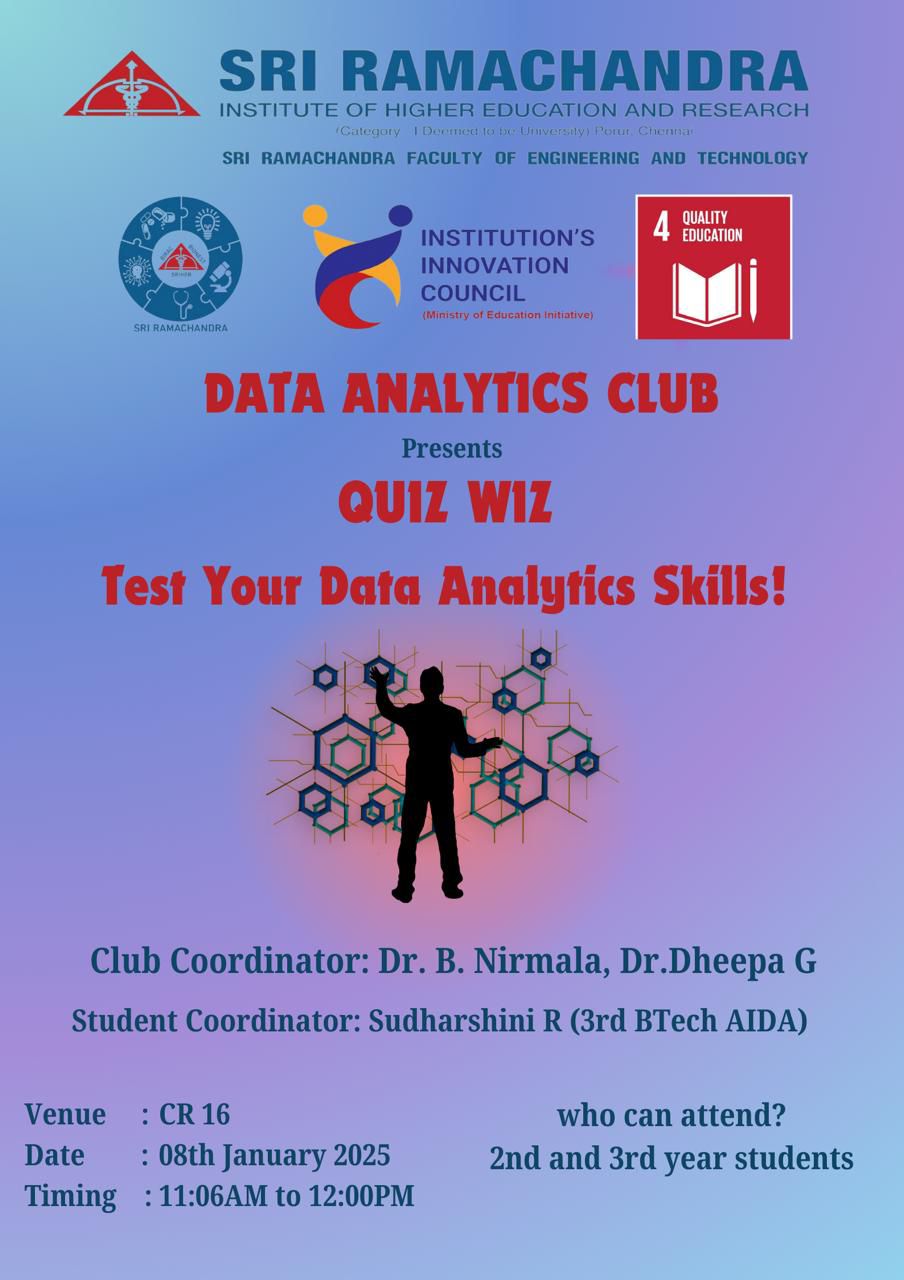 SRI RAMACHANDRA
INSTITUTE OF HIGHER EDUCATION AND RESEARCH
(Category - I Deemed to be University) Porur, Chennai
SRI RAMACHANDRA FACULTY OF ENGINEERING AND TECHNOLOGY
SRIHER
SRI RAMACHANDRA
INSTITUTION'S
INNOVATION
COUNCIL
(Ministry of Education Initiative)
4 QUALITY
EDUCATION
DATA ANALYTICS CLUB
Presents
QUIZ WIZ
Test Your Data Analytics Skills!
Club Coordinator: Dr. B. Nirmala, Dr.Dheepa G
Student Coordinator: Sudharshini R (3rd BTech AIDA)
Venue : CR 16
Date : 08th January 2025
Timing : 11:06AM to 12:00PM
who can attend?
2nd and 3rd year students